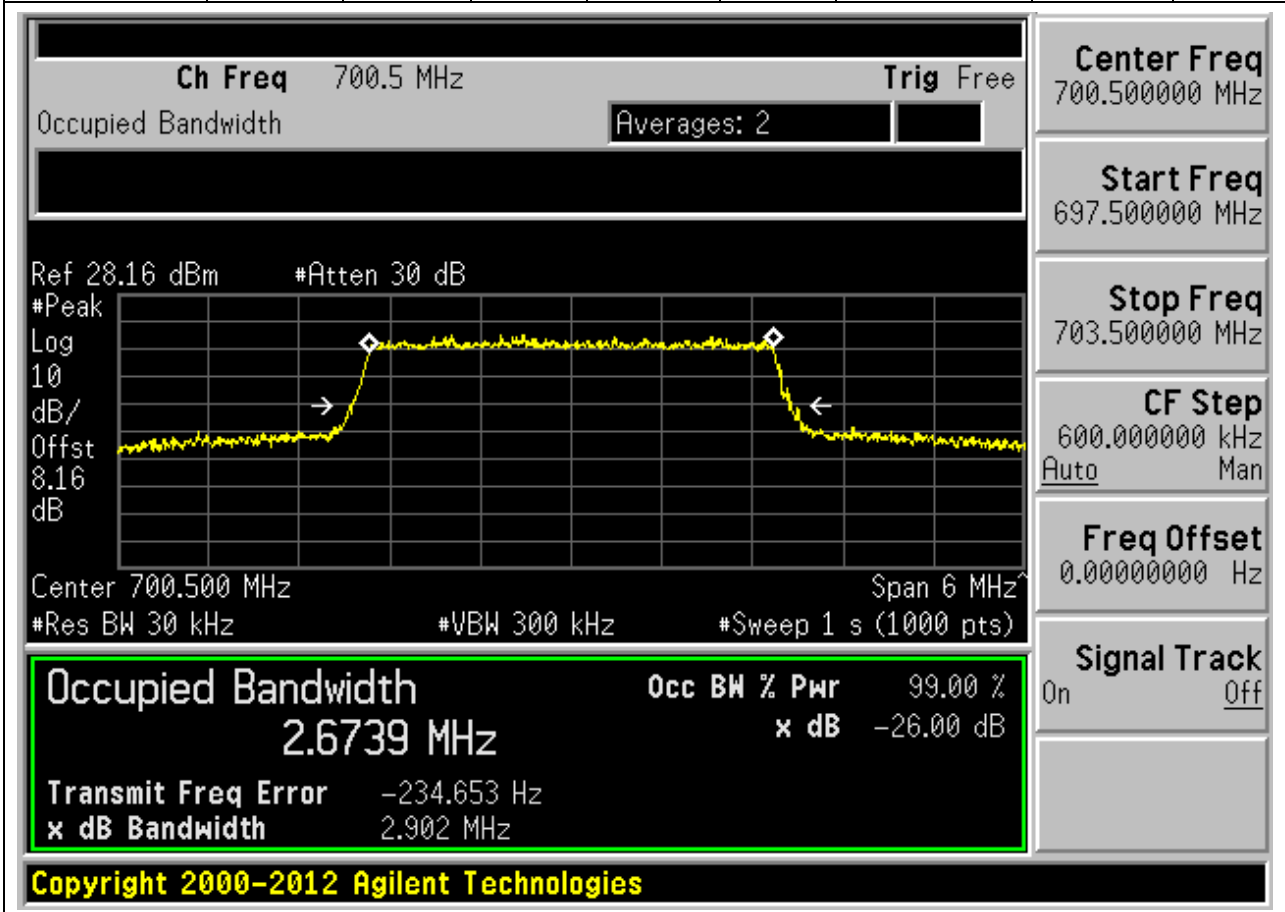 Ch Freq 700.5 MHz Trig Free
Occupied Bandwidth Averages: 2
Ref 28.16 dBm #Atten 30 dB
#Peak
Log
10
dB/
Offst
8.16
dB
Center 700.500 MHz Span 6 MHz^
#Res BW 30 kHz #VBW 300 kHz #Sweep 1 s (1000 pts)
Occupied Bandwidth Occ BW % Pwr 99.00 %
2.6739 MHz x dB -26.00 dB
Transmit Freq Error -234.653 Hz
x dB Bandwidth 2.902 MHz
Copyright 2000-2012 Agilent Technologies
Center Freq
700.500000 MHz
Start Freq
697.500000 MHz
Stop Freq
703.500000 MHz
CF Step
600.000000 kHz
Auto Man
Freq Offset
0.00000000 Hz
Signal Track
On Off